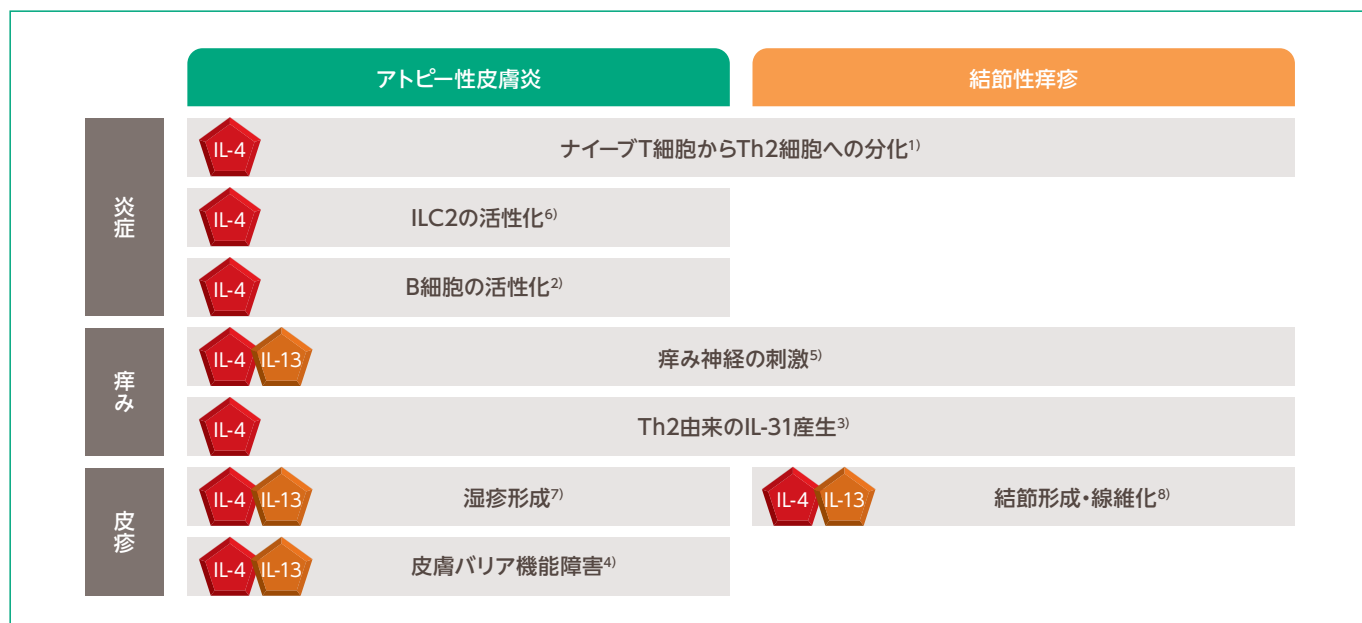 アトピー性皮膚炎
結節性痒疹
炎症
IL-4
ナイーブT細胞からTh2細胞への分化1)
IL-4
ILC2の活性化6)
IL-4
B細胞の活性化2)
痒み
IL-4 IL-13
痒み神経の刺激5)
IL-4
Th2由来のIL-31産生3)
皮疹
IL-4 IL-13
湿疹形成7)
IL-4 IL-13
結節形成・線維化8)
IL-4 IL-13
皮膚バリア機能障害4)